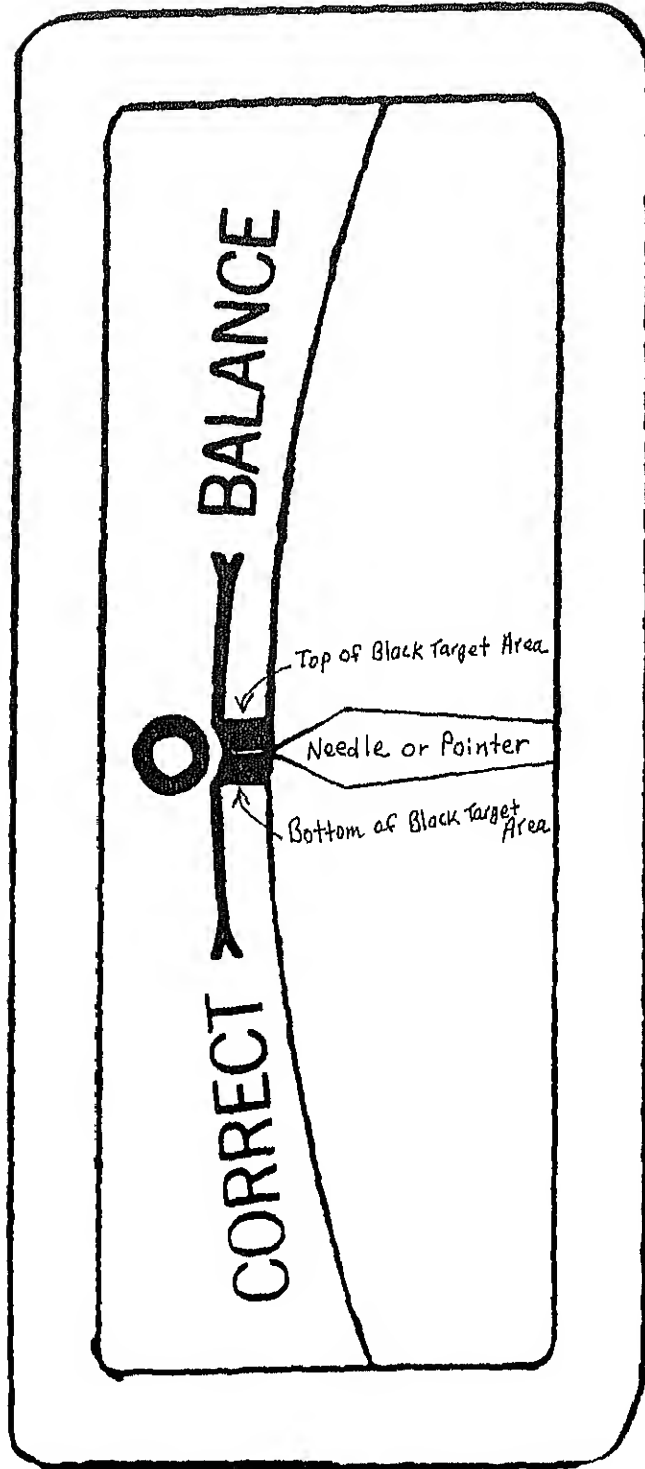 CORRECT BALANCE
Top of Black Target Area
Needle or Pointer
Bottom of Black Target
Area